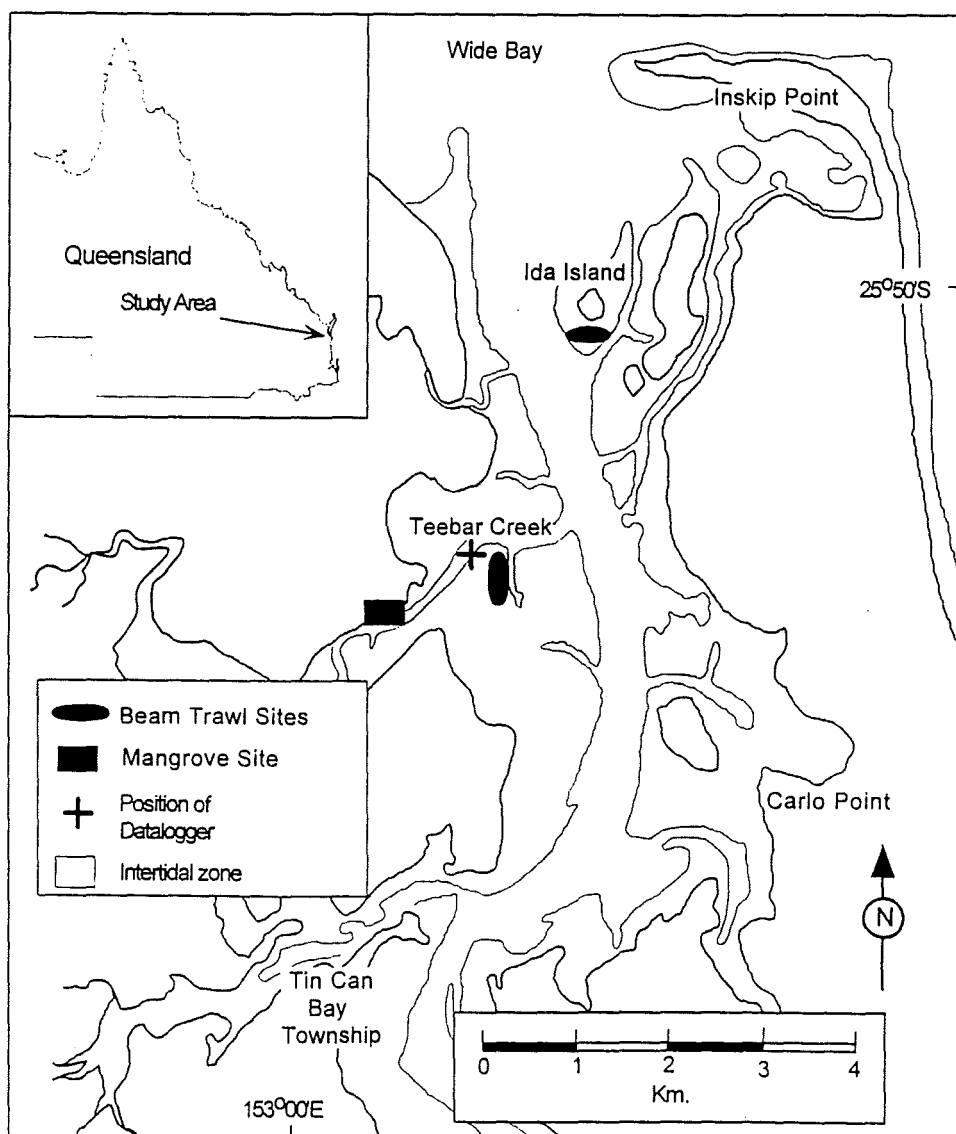 Wide Bay
Inskip Point
Queensland
Study Area
Ida Island
25°50'S
Teebar Creek
Beam Trawl Sites
Mangrove Site
Position of
Datalogger
Intertidal zone
Carlo Point
N
Tin Can
Bay
Township
0 1 2 3 4
Km.
153°00'E